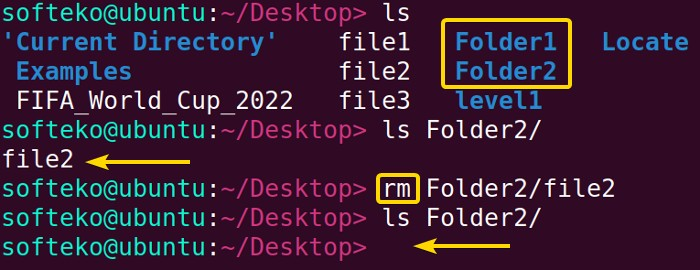 softeko@ubuntu:~/Desktop> ls
'Current Directory' file1 Folder1 Locate
Examples file2 Folder2
FIFA_World_Cup_2022 file3 level1
softeko@ubuntu:~/Desktop> ls Folder2/
file2
softeko@ubuntu:~/Desktop> rm Folder2/file2
softeko@ubuntu:~/Desktop> ls Folder2/
softeko@ubuntu:~/Desktop>